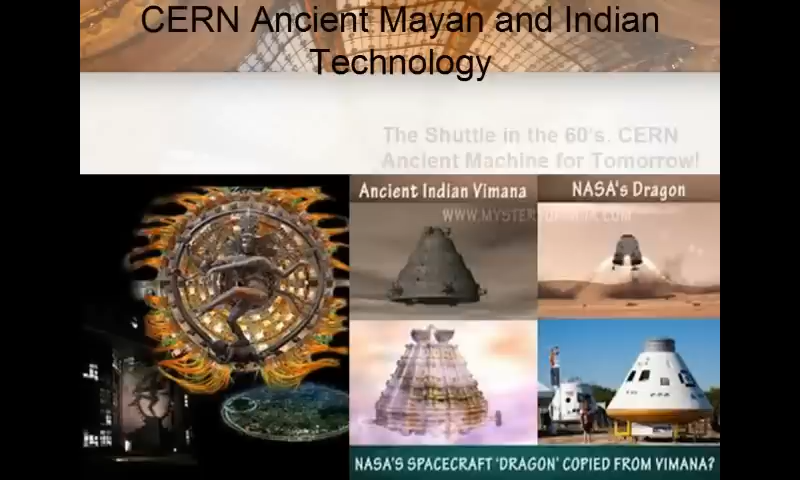 CERN Ancient Mayan and Indian
Technology
The Shuttle in the 60's. CERN
Ancient Machine for Tomorrow!
Ancient Indian Vimana
NASA's Dragon
NASA'S SPACECRAFT 'DRAGON' COPIED FROM VIMANA?